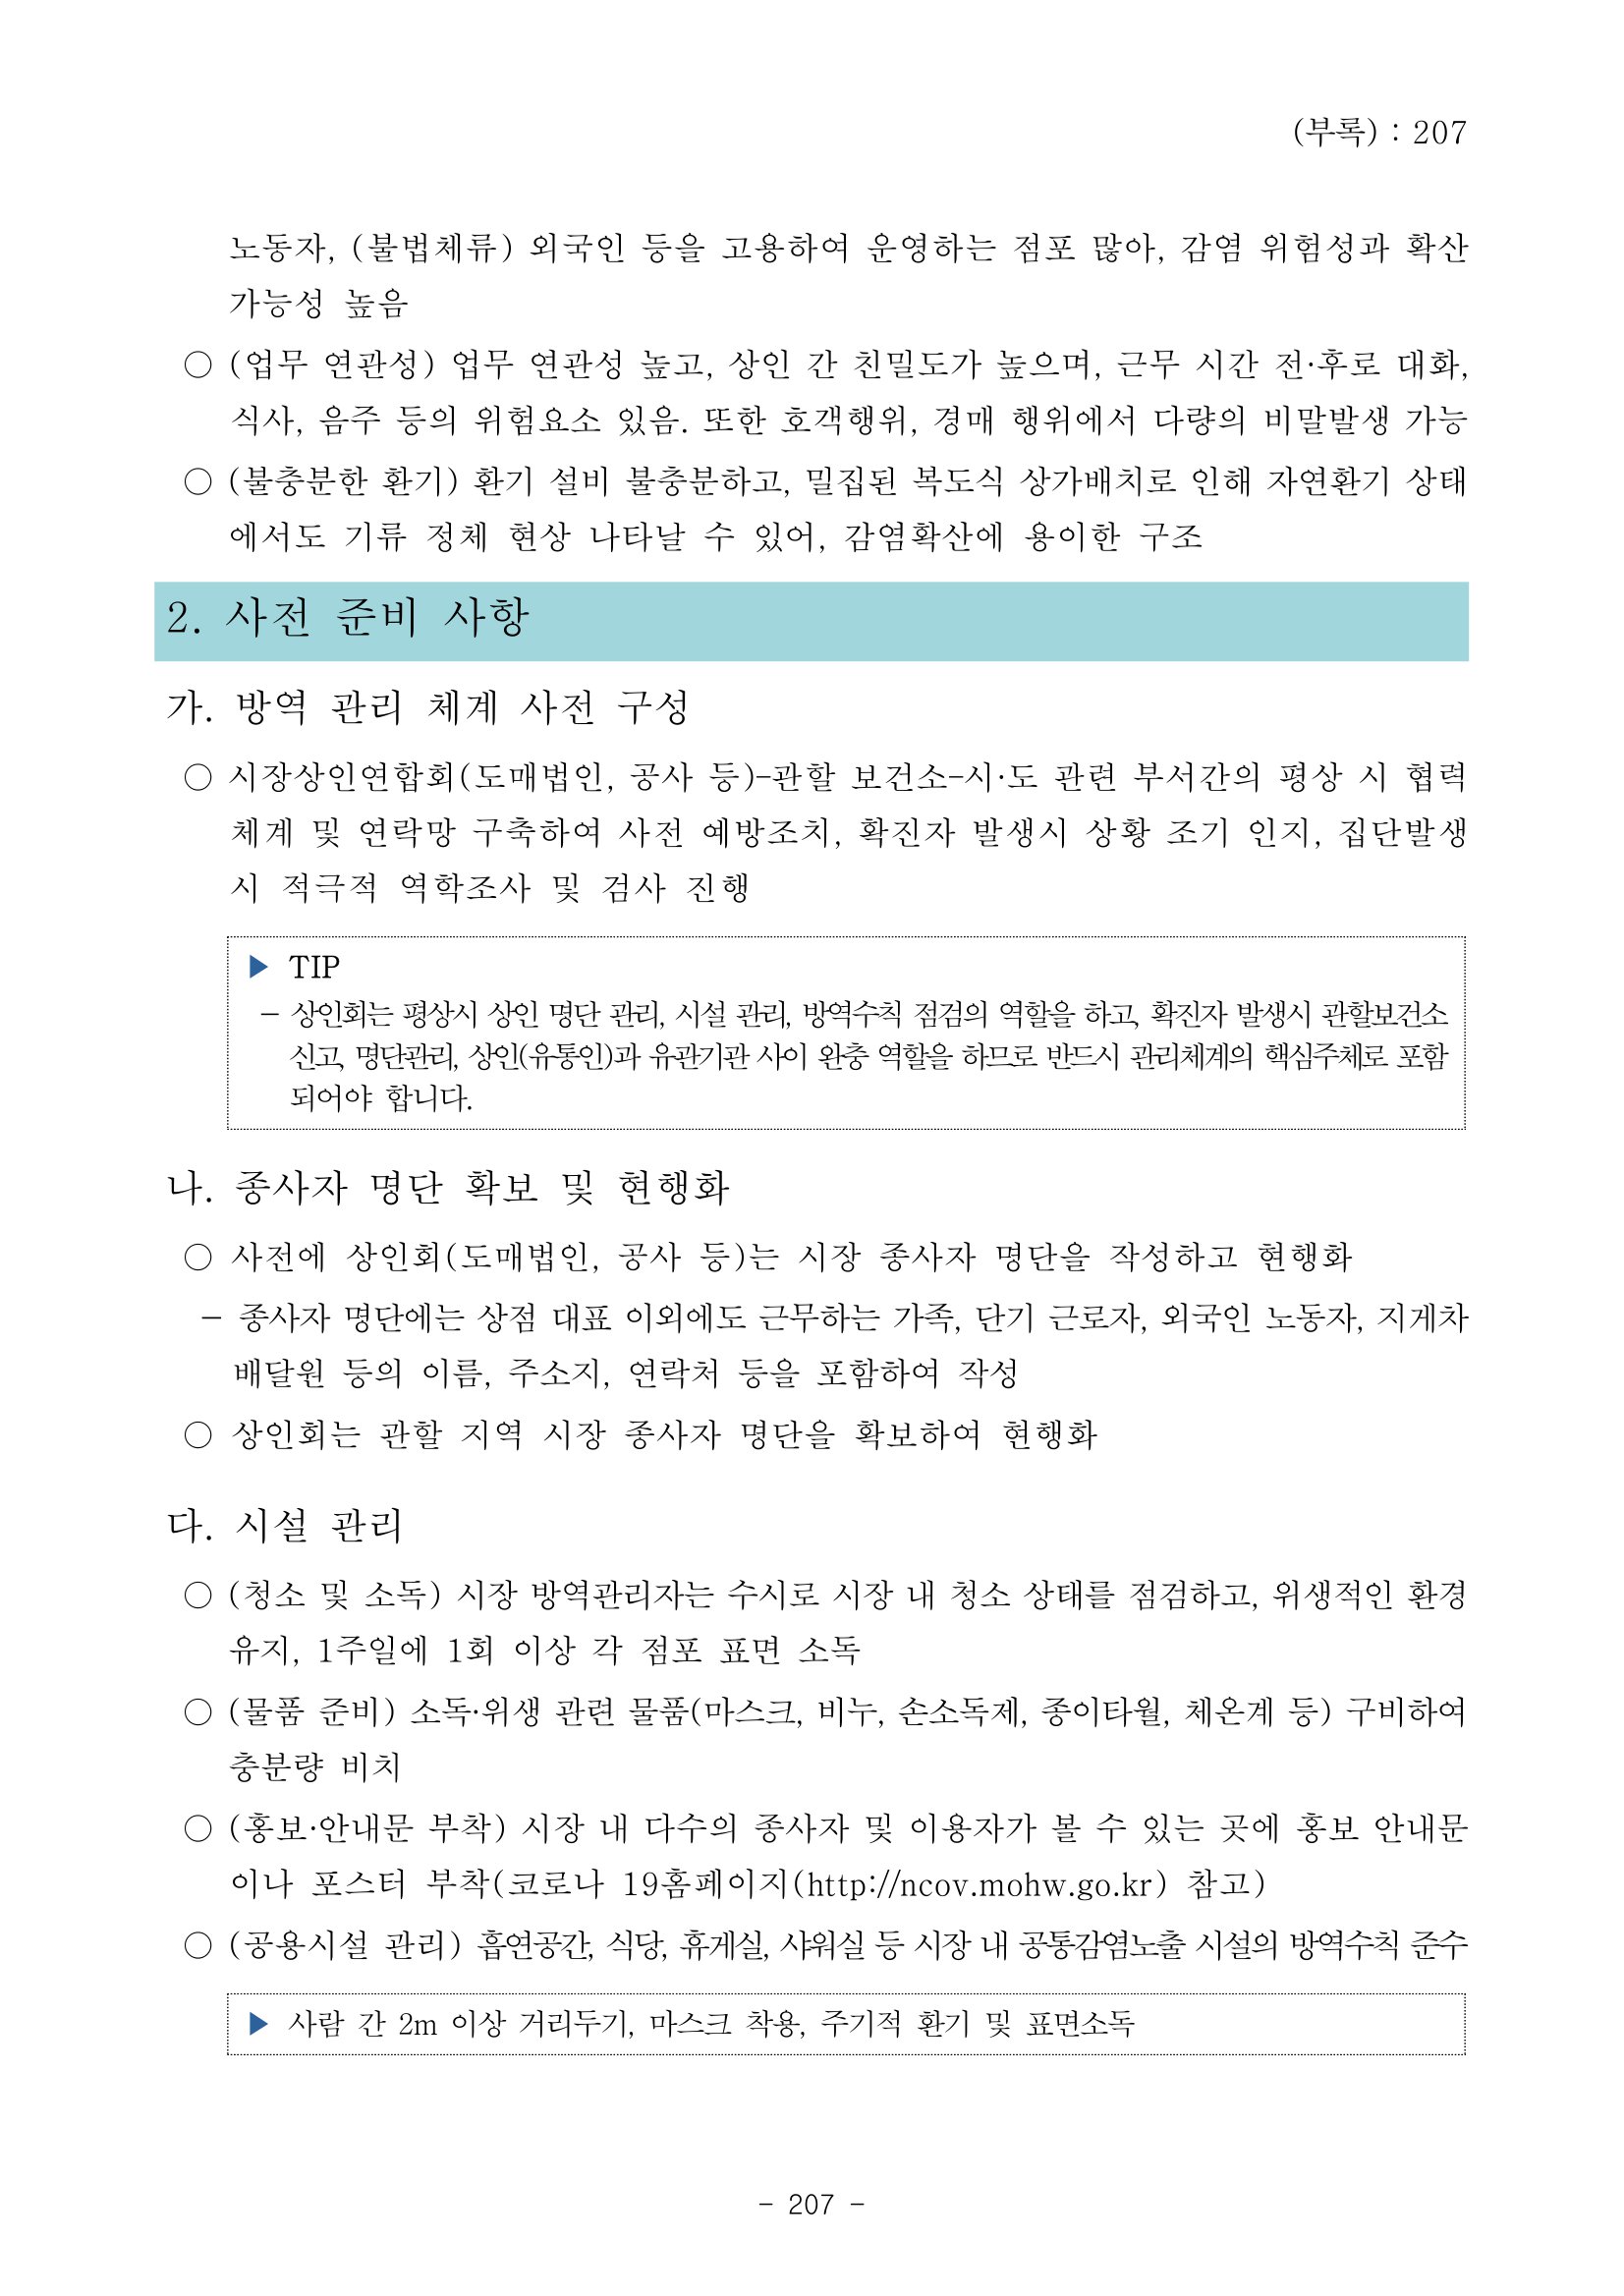 (부록) : 207
노동자, (불법체류) 외국인 등을 고용하여 운영하는 점포 많아, 감염 위험성과 확산
가능성 높음
○ (업무 연관성) 업무 연관성 높고, 상인 간 친밀도가 높으며, 근무 시간 전·후로 대화,
식사, 음주 등의 위험요소 있음. 또한 호객행위, 경매 행위에서 다량의 비말발생 가능
○ (불충분한 환기) 환기 설비 불충분하고, 밀집된 복도식 상가배치로 인해 자연환기 상태
에서도 기류 정체 현상 나타날 수 있어, 감염확산에 용이한 구조
2. 사전 준비 사항
가. 방역 관리 체계 사전 구성
○ 시장상인연합회(도매법인, 공사 등)-관할 보건소-시·도 관련 부서간의 평상 시 협력
체계 및 연락망 구축하여 사전 예방조치, 확진자 발생시 상황 조기 인지, 집단발생
시 적극적 역학조사 및 검사 진행
▶ TIP
- 상인회는 평상시 상인 명단 관리, 시설 관리, 방역수칙 점검의 역할을 하고, 확진자 발생시 관할보건소
신고, 명단관리, 상인(유통인)과 유관기관 사이 완충 역할을 하므로 반드시 관리체계의 핵심주체로 포함
되어야 합니다.
나. 종사자 명단 확보 및 현행화
○ 사전에 상인회(도매법인, 공사 등)는 시장 종사자 명단을 작성하고 현행화
- 종사자 명단에는 상점 대표 이외에도 근무하는 가족, 단기 근로자, 외국인 노동자, 지게차
배달원 등의 이름, 주소지, 연락처 등을 포함하여 작성
○ 상인회는 관할 지역 시장 종사자 명단을 확보하여 현행화
다. 시설 관리
○ (청소 및 소독) 시장 방역관리자는 수시로 시장 내 청소 상태를 점검하고, 위생적인 환경
유지, 1주일에 1회 이상 각 점포 표면 소독
○ (물품 준비) 소독·위생 관련 물품(마스크, 비누, 손소독제, 종이타월, 체온계 등) 구비하여
충분량 비치
○ (홍보·안내문 부착) 시장 내 다수의 종사자 및 이용자가 볼 수 있는 곳에 홍보 안내문
이나 포스터 부착(코로나 19홈페이지(http://ncov.mohw.go.kr) 참고)
○ (공용시설 관리) 흡연공간, 식당, 휴게실, 샤워실 등 시장 내 공통감염노출 시설의 방역수칙 준수
▶ 사람 간 2m 이상 거리두기, 마스크 착용, 주기적 환기 및 표면소독
- 207 -